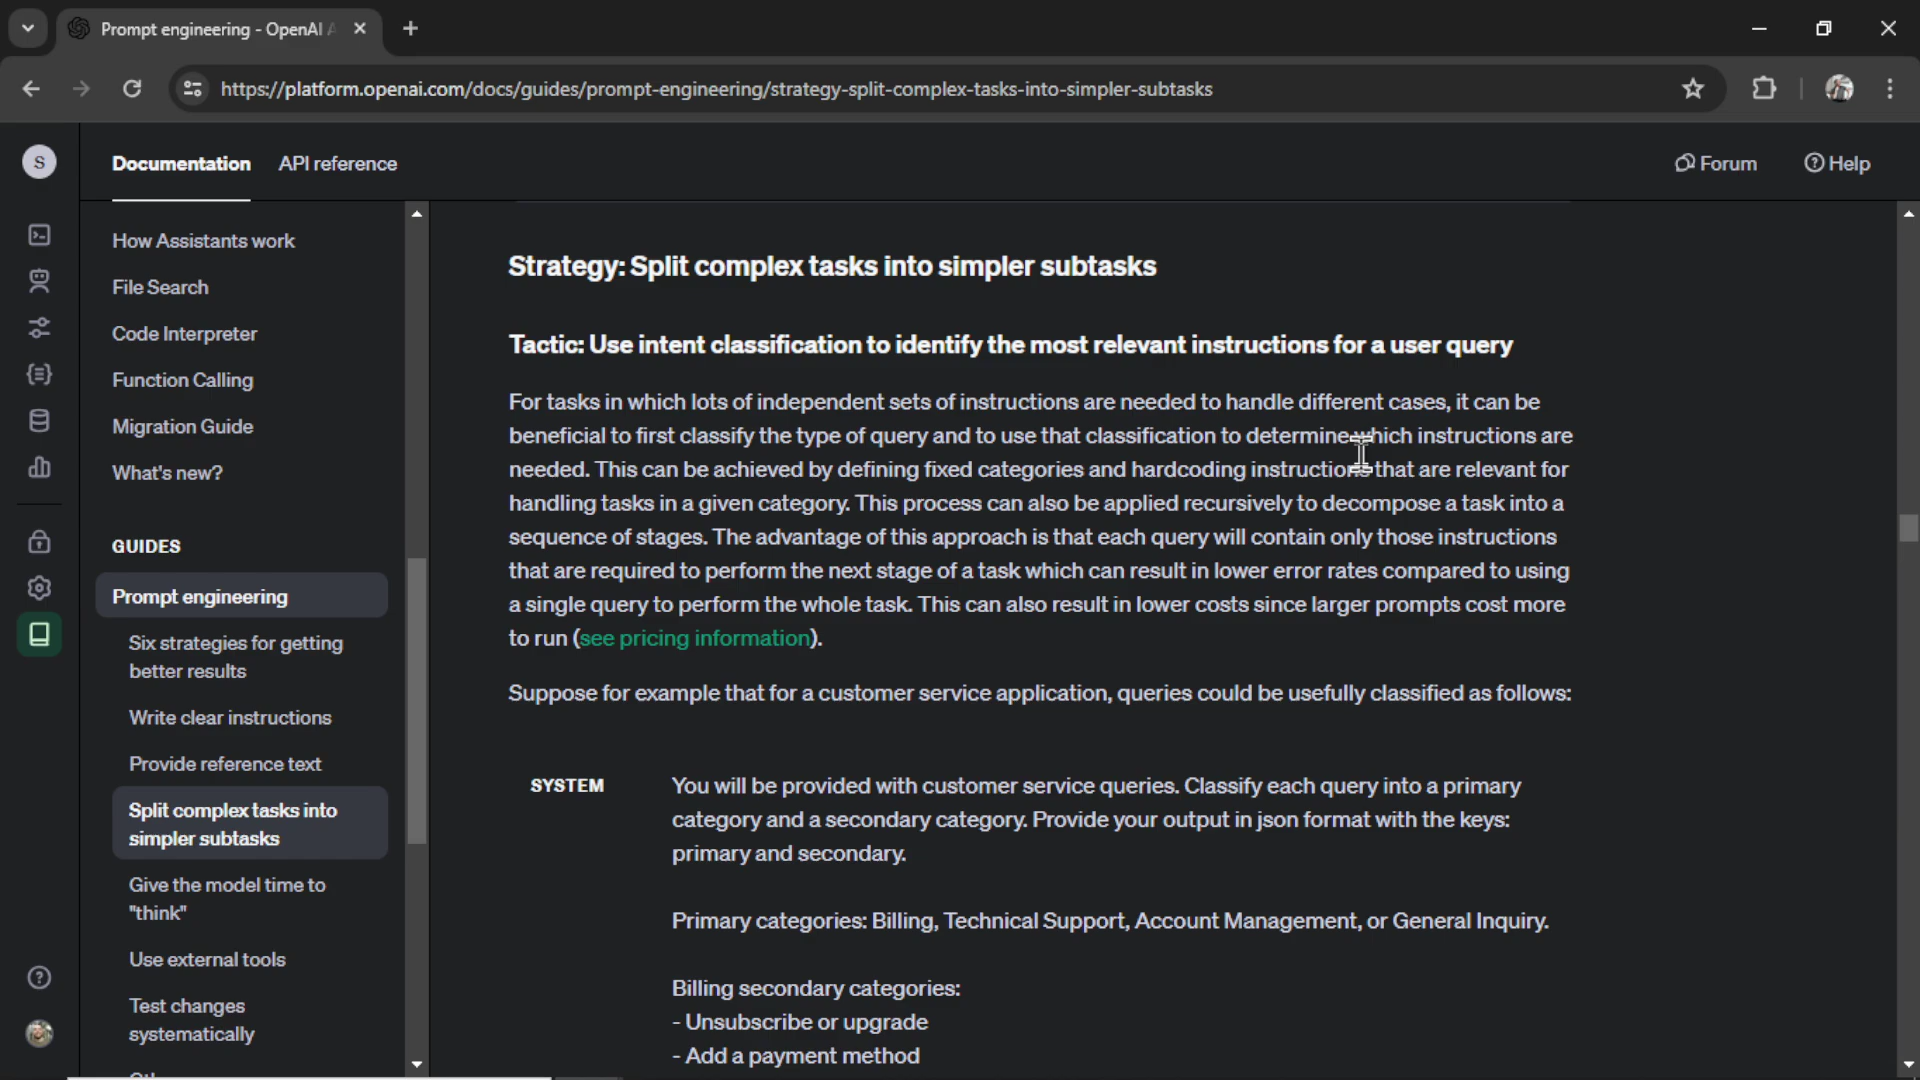 Prompt engineering - OpenAI A
https://platform.openai.com/docs/guides/prompt-engineering/strategy-split-complex-tasks-into-simpler-subtasks
S
Documentation
API reference
Forum
Help
How Assistants work
File Search
Code Interpreter
Function Calling
Migration Guide
What's new?
GUIDES
Prompt engineering
Six strategies for getting
better results
Write clear instructions
Provide reference text
Split complex tasks into
simpler subtasks
Give the model time to
"think"
Use external tools
Test changes
systematically
Strategy: Split complex tasks into simpler subtasks
Tactic: Use intent classification to identify the most relevant instructions for a user query
For tasks in which lots of independent sets of instructions are needed to handle different cases, it can be
beneficial to first classify the type of query and to use that classification to determine which instructions are
needed. This can be achieved by defining fixed categories and hardcoding instructions that are relevant for
handling tasks in a given category. This process can also be applied recursively to decompose a task into a
sequence of stages. The advantage of this approach is that each query will contain only those instructions
that are required to perform the next stage of a task which can result in lower error rates compared to using
a single query to perform the whole task. This can also result in lower costs since larger prompts cost more
to run (see pricing information).
Suppose for example that for a customer service application, queries could be usefully classified as follows:
SYSTEM
You will be provided with customer service queries. Classify each query into a primary
category and a secondary category. Provide your output in json format with the keys:
primary and secondary.
Primary categories: Billing, Technical Support, Account Management, or General Inquiry.
Billing secondary categories:
- Unsubscribe or upgrade
- Add a payment method